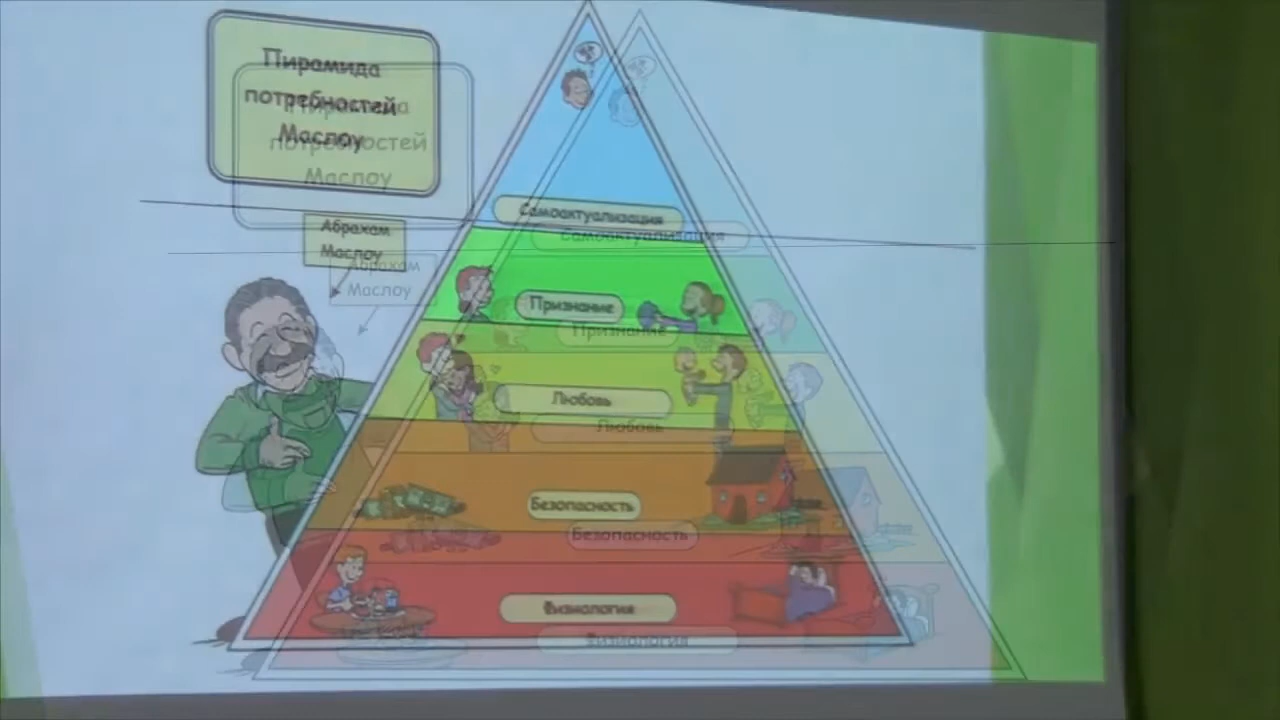 Пирамида
потребностей
Маслоу
Абрахам
Маслоу
Самоактуализация
Признание
Любовь
Безопасность
Физиология